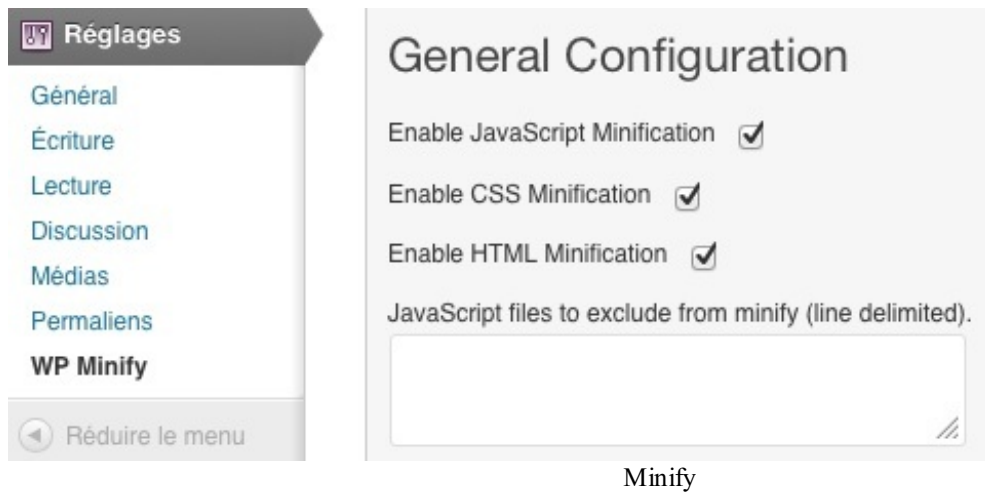 Réglages
Général
Écriture
Lecture
Discussion
Médias
Permaliens
WP Minify
Réduire le menu
General Configuration
Enable JavaScript Minification
Enable CSS Minification
Enable HTML Minification
JavaScript files to exclude from minify (line delimited).
Minify